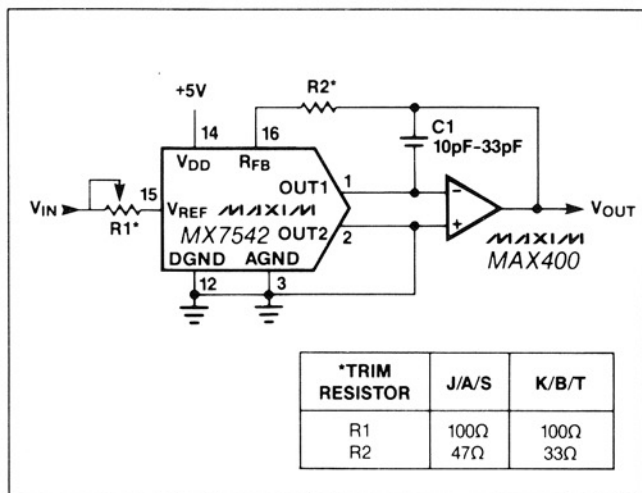 +5V
R2*
14
16
C1
10pF-33pF
VDD
RFB
OUT1
1
VIN
15
VREF
MAXIM
R1*
MX7542
OUT2
2
DGND
AGND
12
3
-
+
VOUT
MAXIM
MAX400
*TRIM RESISTOR J/A/S K/B/T
R1 100Ω 100Ω
R2 47Ω 33Ω